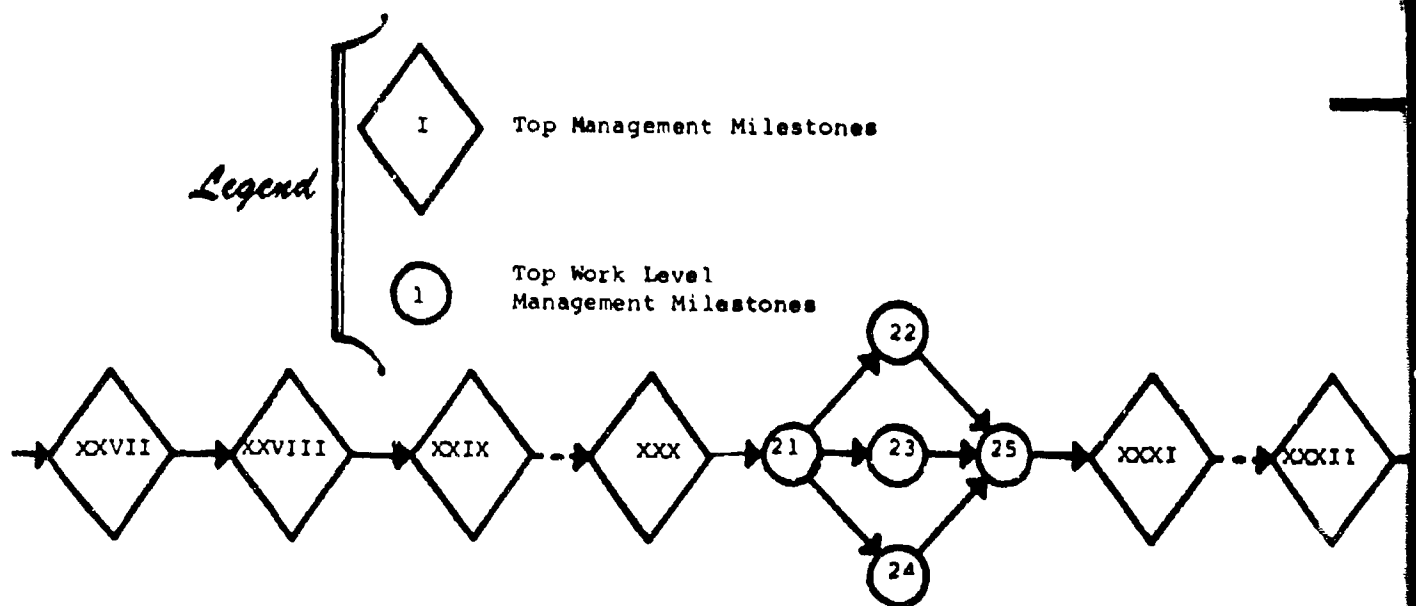 I
Top Management Milestones
Legend
1
Top Work Level
Management Milestones
22
XXVII
XXVIII
XXIX
XXX
21
23
25
XXXI
XXXII
24